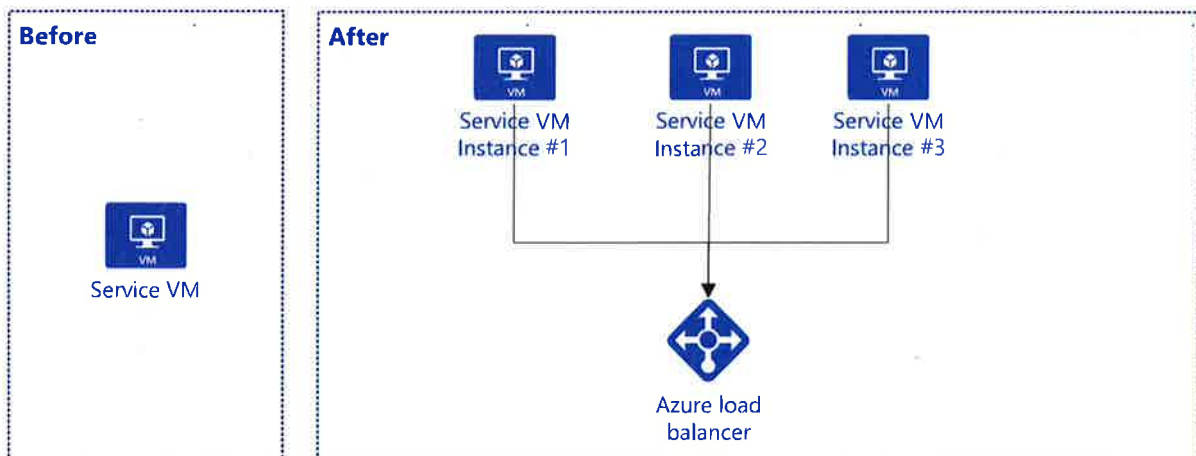 Before
VM
Service VM
After
VM
Service VM
Instance #1
VM
Service VM
Instance #2
VM
Service VM
Instance #3
Azure load
balancer